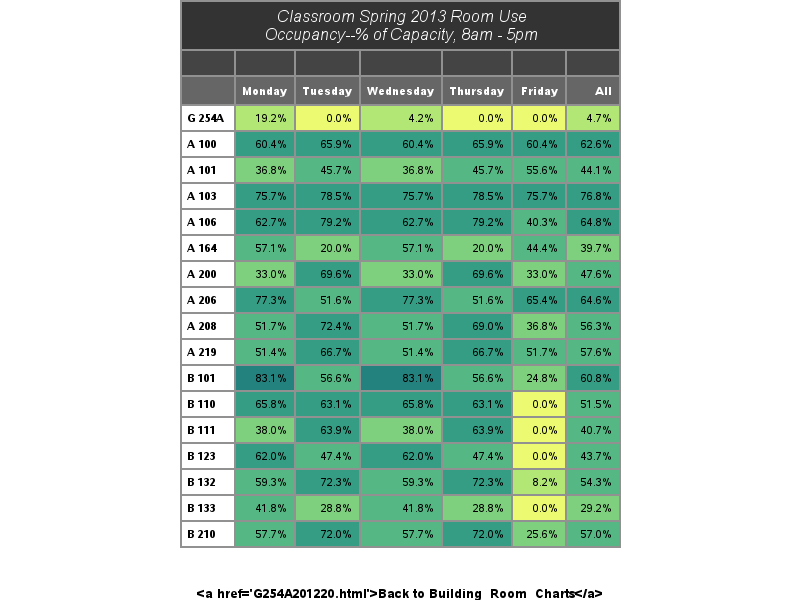 Classroom Spring 2013 Room Use
Occupancy--% of Capacity, 8am - 5pm
Monday Tuesday Wednesday Thursday Friday All
G 254A 19.2% 0.0% 4.2% 0.0% 0.0% 4.7%
A 100 60.4% 65.9% 60.4% 65.9% 60.4% 62.6%
A 101 36.8% 45.7% 36.8% 45.7% 55.6% 44.1%
A 103 75.7% 78.5% 75.7% 78.5% 75.7% 76.8%
A 106 62.7% 79.2% 62.7% 79.2% 40.3% 64.8%
A 164 57.1% 20.0% 57.1% 20.0% 44.4% 39.7%
A 200 33.0% 69.6% 33.0% 69.6% 33.0% 47.6%
A 206 77.3% 51.6% 77.3% 51.6% 65.4% 64.6%
A 208 51.7% 72.4% 51.7% 69.0% 36.8% 56.3%
A 219 51.4% 66.7% 51.4% 66.7% 51.7% 57.6%
B 101 83.1% 56.6% 83.1% 56.6% 24.8% 60.8%
B 110 65.8% 63.1% 65.8% 63.1% 0.0% 51.5%
B 111 38.0% 63.9% 38.0% 63.9% 0.0% 40.7%
B 123 62.0% 47.4% 62.0% 47.4% 0.0% 43.7%
B 132 59.3% 72.3% 59.3% 72.3% 8.2% 54.3%
B 133 41.8% 28.8% 41.8% 28.8% 0.0% 29.2%
B 210 57.7% 72.0% 57.7% 72.0% 25.6% 57.0%
<a href='G254A201220.html'>Back to Building  Room  Charts</a>